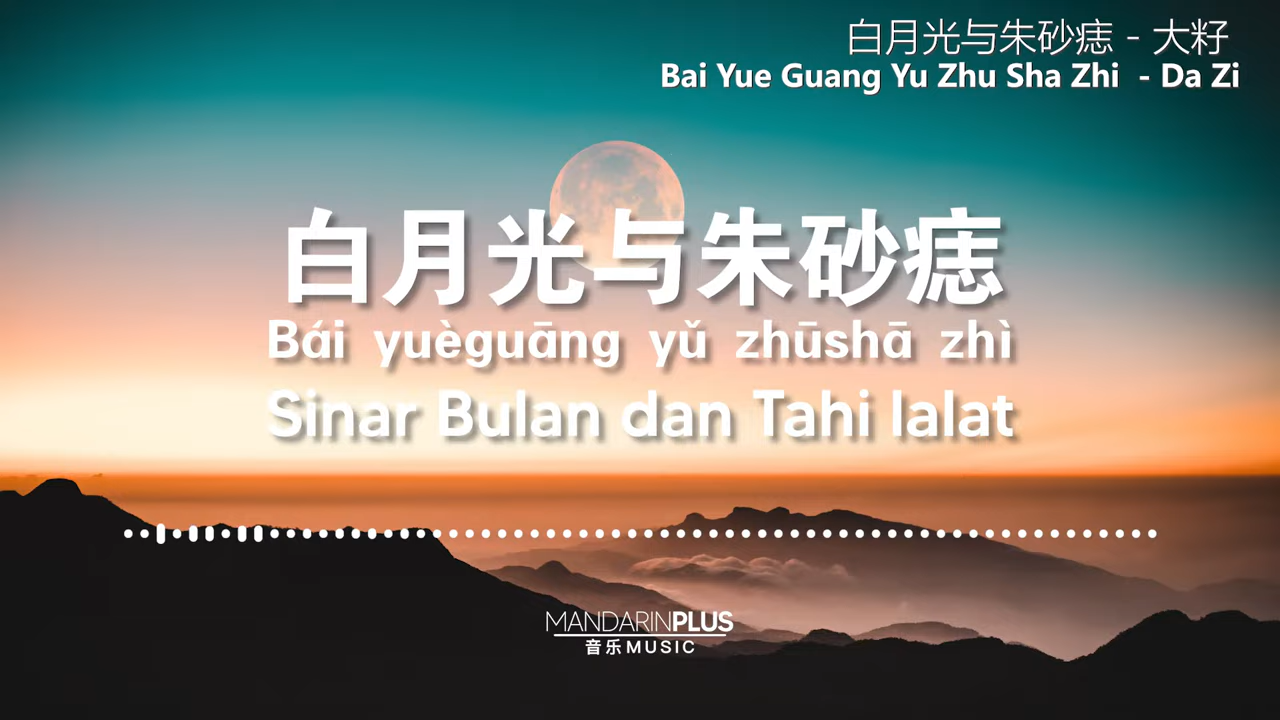 白月光与朱砂痣 - 大籽
Bai Yue Guang Yu Zhu Sha Zhi - Da Zi
白月光与朱砂痣
Bái yuèguāng yǔ zhūshā zhì
Sinar Bulan dan Tahi lalat
MANDARINPLUS
音乐MUSIC